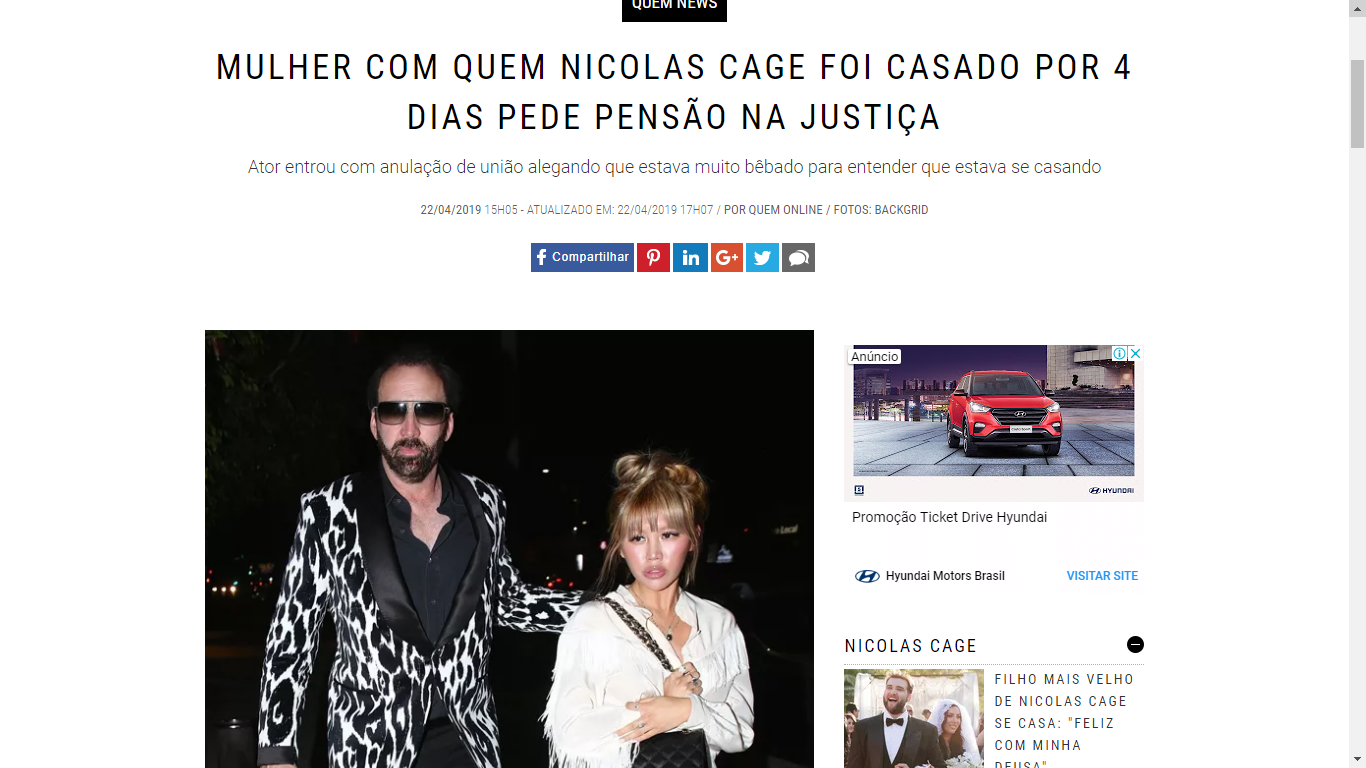 QUEM NEWS
MULHER COM QUEM NICOLAS CAGE FOI CASADO POR 4
DIAS PEDE PENSÃO NA JUSTIÇA
Ator entrou com anulação de união alegando que estava muito bêbado para entender que estava se casando
22/04/2019 15H05 - ATUALIZADO EM: 22/04/2019 17H07 / POR QUEM ONLINE / FOTOS: BACKGRID
Compartilhar
Anúncio
HYUNDAI
Promoção Ticket Drive Hyundai
Hyundai Motors Brasil VISITAR SITE
NICOLAS CAGE
FILHO MAIS VELHO
DE NICOLAS CAGE
SE CASA: "FELIZ
COM MINHA
DEUSA"